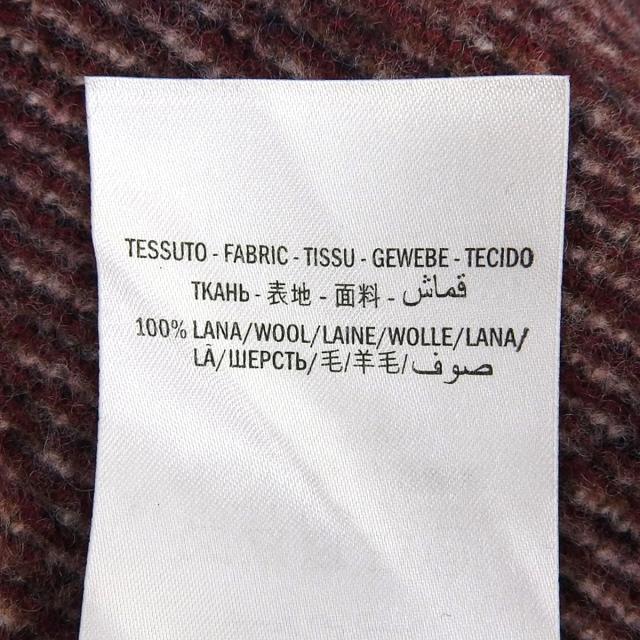 TESSUTO - FABRIC - TISSU - GEWEBE - TECIDO
ТКАНЬ - 表地 - 面料 - قماش
100% LANA/WOOL/LAINE/WOLLE/LANA/
LÃ/ШЕРСТЬ/毛/羊毛/صوف